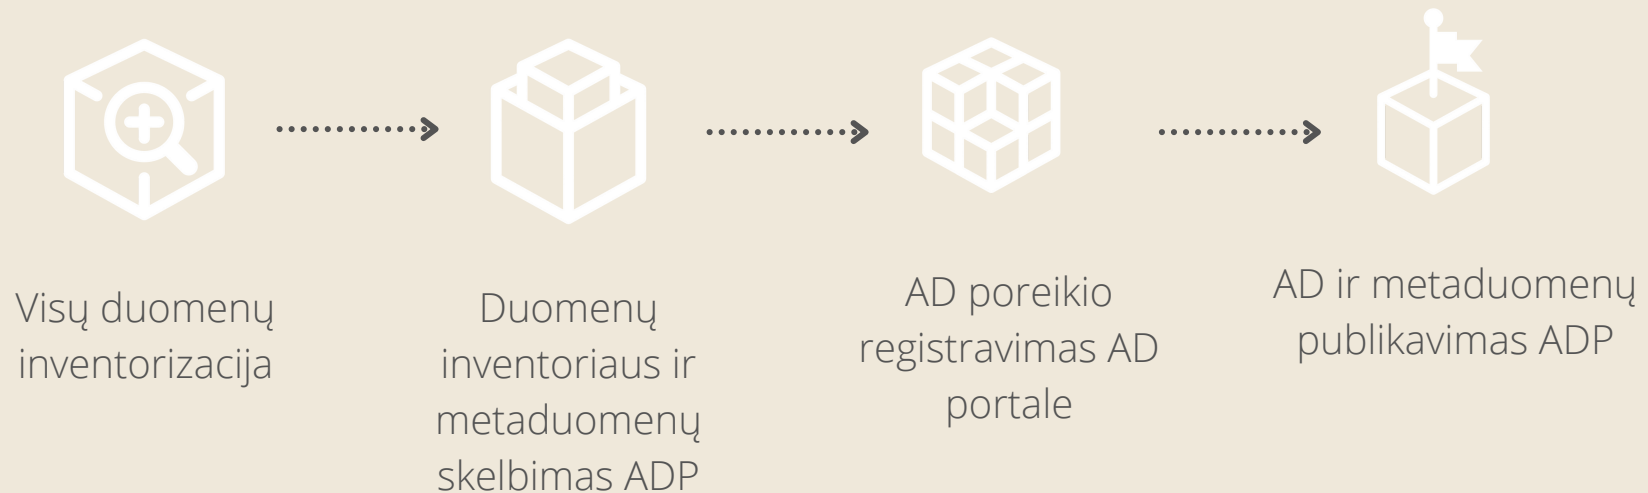 Visų duomenų
inventorizacija
Duomenų
inventoriaus ir
metaduomenų
skelbimas ADP
AD poreikio
registravimas AD
portale
AD ir metaduomenų
publikavimas ADP